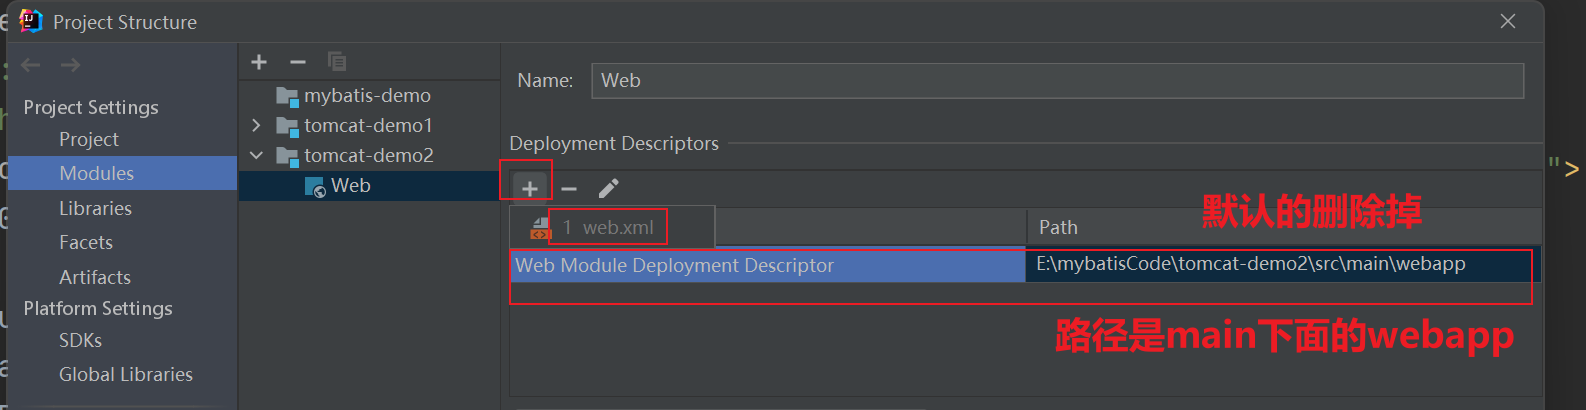 Project Structure
Project Settings
Project
Modules
Libraries
Facets
Artifacts
Platform Settings
SDKs
Global Libraries
mybatis-demo
tomcat-demo1
tomcat-demo2
Web
Name: Web
Deployment Descriptors
1 web.xml
默认的删除掉
Path
Web Module Deployment Descriptor E:\mybatisCode\tomcat-demo2\src\main\webapp
路径是main下面的webapp
">